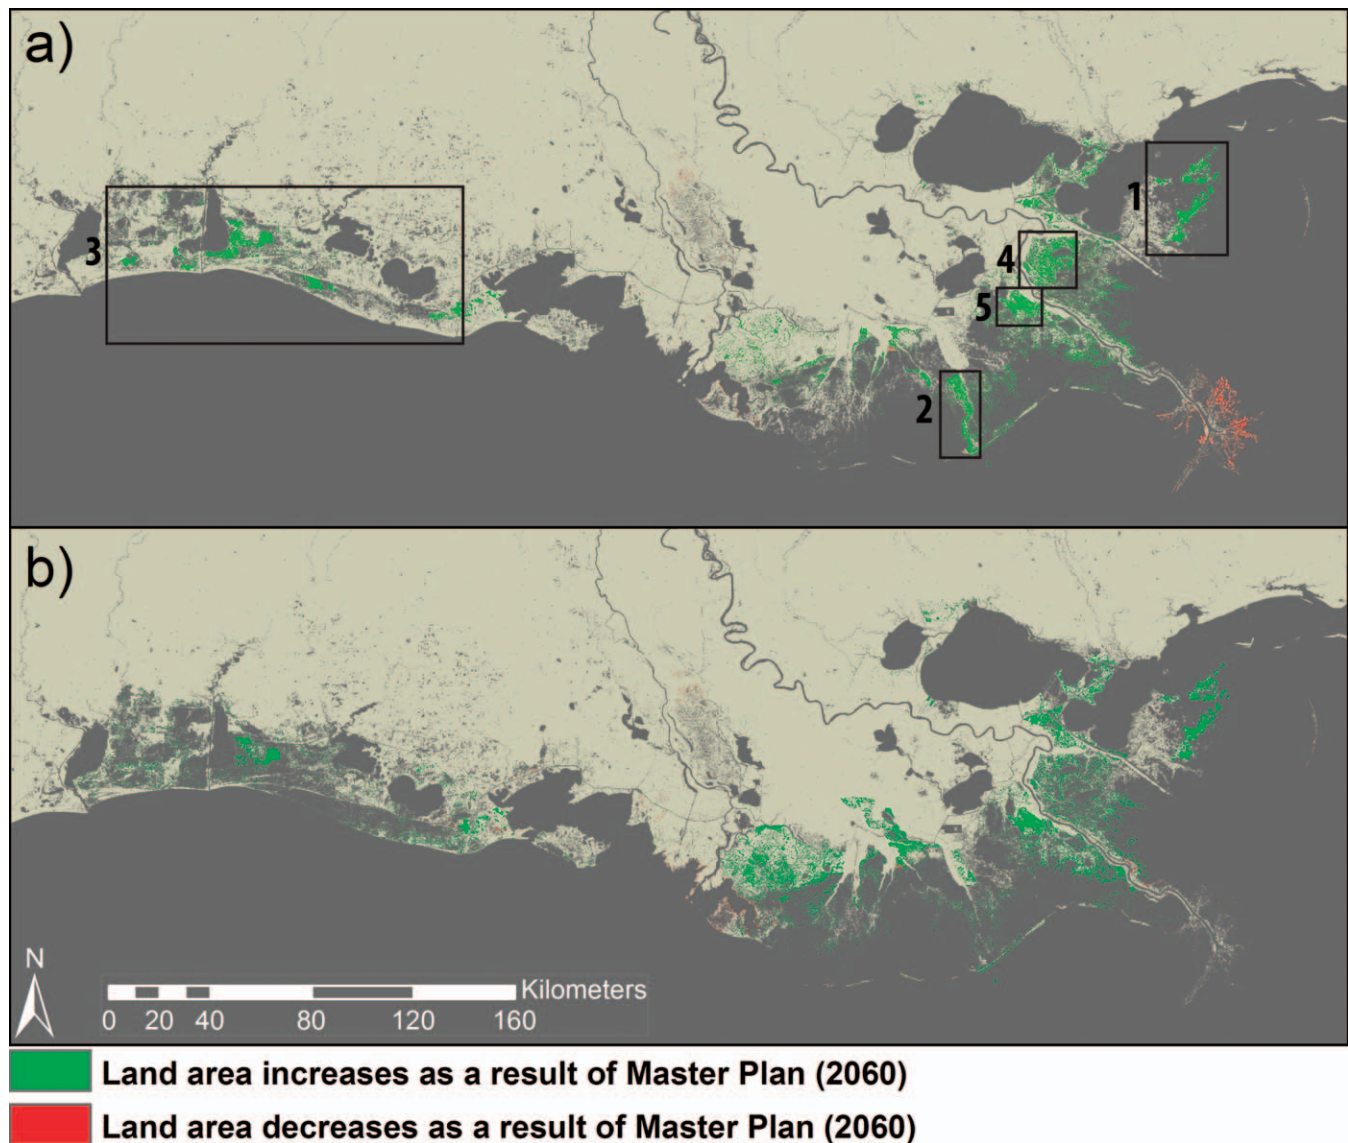 a)
1
3
4
5
2
b)
N
Kilometers
0 20 40 80 120 160
Land area increases as a result of Master Plan (2060)
Land area decreases as a result of Master Plan (2060)